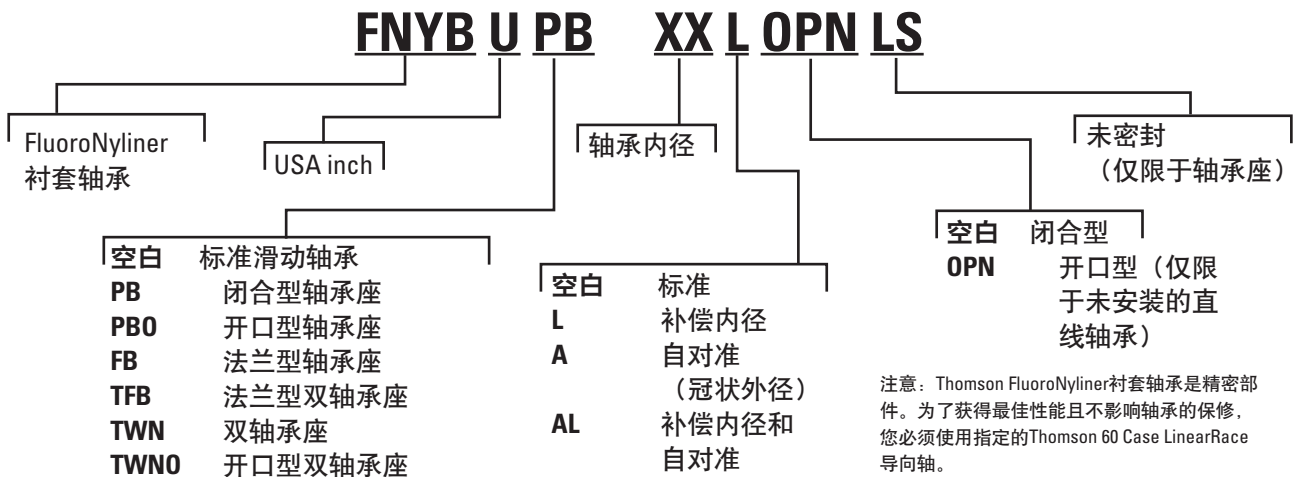 FNYB U PB XX L OPN LS
FluoroNyliner
衬套轴承
USA inch
轴承内径
未密封
（仅限于轴承座）
空白 标准滑动轴承
PB 闭合型轴承座
PBO 开口型轴承座
FB 法兰型轴承座
TFB 法兰型双轴承座
TWN 双轴承座
TWNO 开口型双轴承座
空白 标准
L 补偿内径
A 自对准
（冠状外径）
AL 补偿内径和
自对准
空白 闭合型
OPN 开口型（仅限
于未安装的直
线轴承）
注意：Thomson FluoroNyliner衬套轴承是精密部
件。为了获得最佳性能且不影响轴承的保修，
您必须使用指定的Thomson 60 Case LinearRace
导向轴。